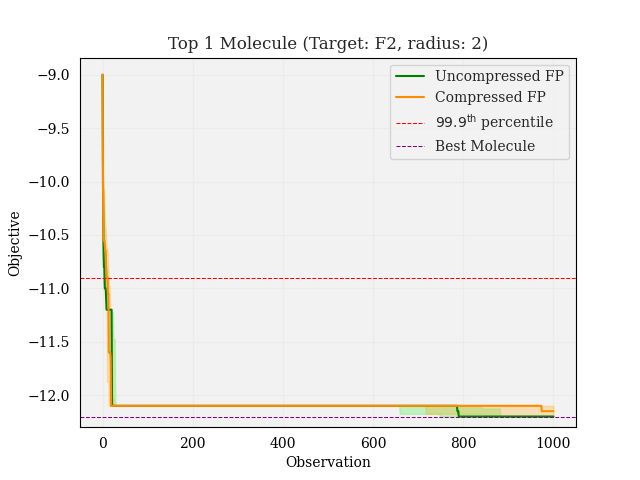 Top 1 Molecule (Target: F2, radius: 2)
Uncompressed FP
Compressed FP
99.9th percentile
Best Molecule
Objective
−9.0
−9.5
−10.0
−10.5
−11.0
−11.5
−12.0
0 200 400 600 800 1000
Observation